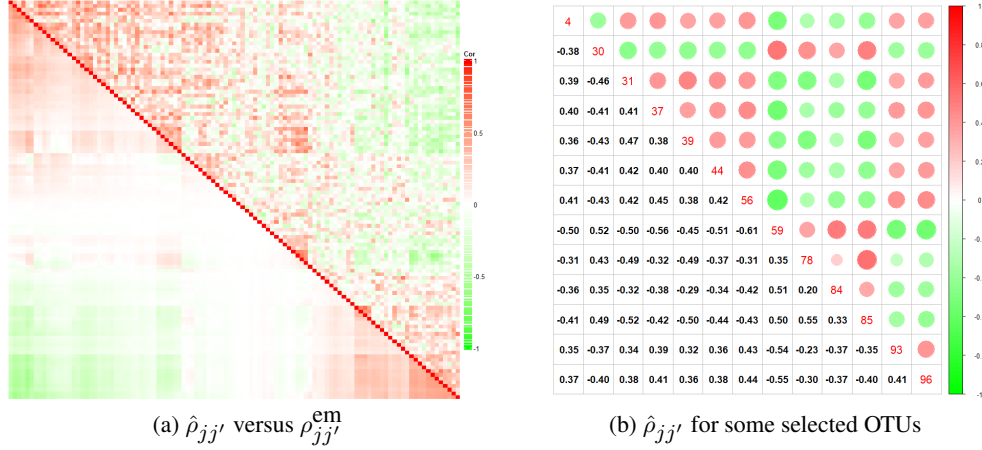 Cor
1
0.5
0
-0.5
-1
4
-0.38 30
0.39 -0.46 31
0.40 -0.41 0.41 37
0.36 -0.43 0.47 0.38 39
0.37 -0.41 0.42 0.40 0.40 44
0.41 -0.43 0.42 0.45 0.38 0.42 56
-0.50 0.52 -0.50 -0.56 -0.45 -0.51 -0.61 59
-0.31 0.43 -0.49 -0.32 -0.49 -0.37 -0.31 0.35 78
-0.36 0.35 -0.32 -0.38 -0.29 -0.34 -0.42 0.51 0.20 84
-0.41 0.49 -0.52 -0.42 -0.50 -0.44 -0.43 0.50 0.55 0.33 85
0.35 -0.37 0.34 0.39 0.32 0.36 0.43 -0.54 -0.23 -0.37 -0.35 93
0.37 -0.40 0.38 0.41 0.36 0.38 0.44 -0.55 -0.30 -0.37 -0.40 0.41 96
(a) ρ̂jj′ versus ρ^em_jj′
(b) ρ̂jj′ for some selected OTUs